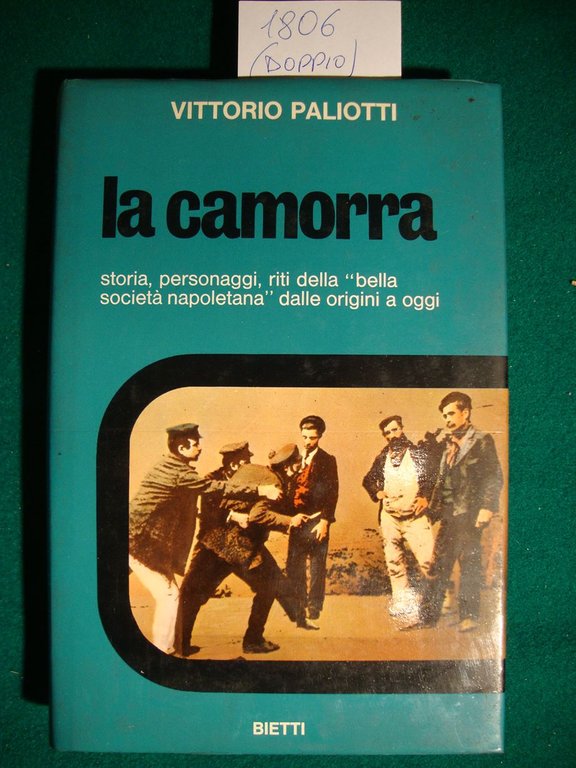 1806
(DOPPIO)
VITTORIO PALIOTTI
la camorra
storia, personaggi, riti della “bella
società napoletana” dalle origini a oggi
BIETTI